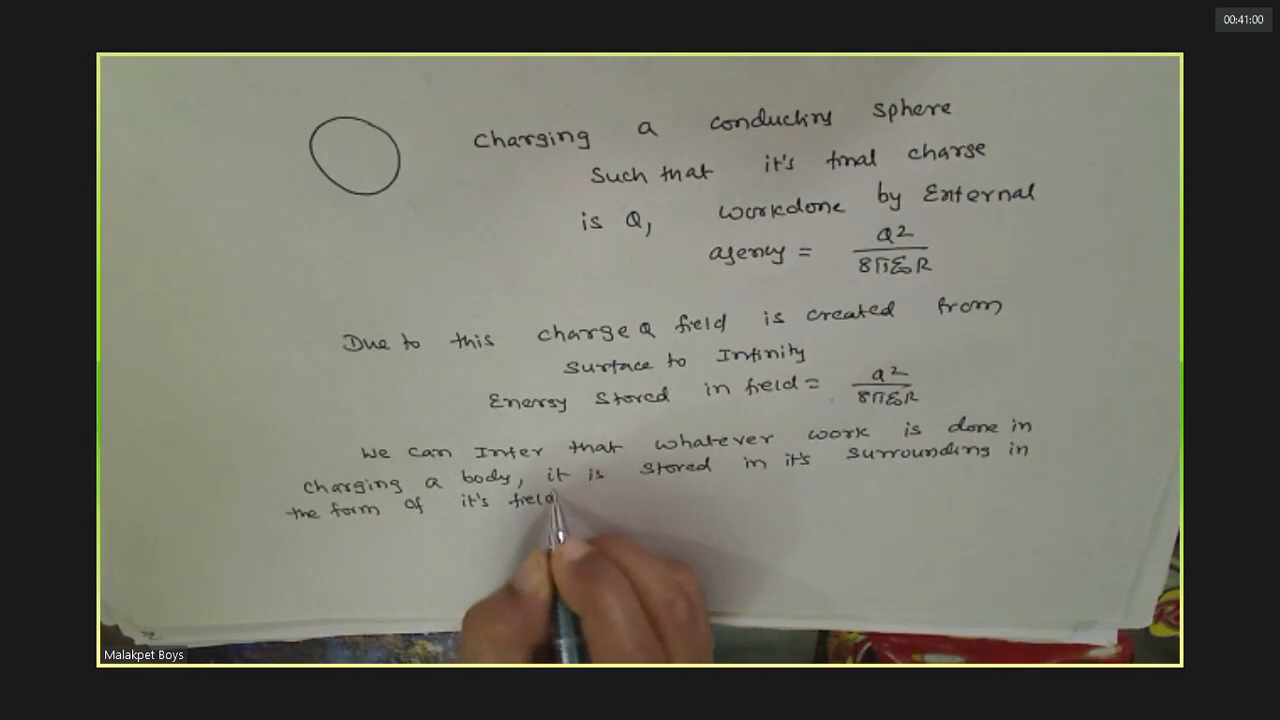 00:41:00
Charging a conducting sphere
Such that it's final charge
is Q, workdone by External
agency = Q2 / 8πƐ0R
Due to this charge Q field is created from
Surface to Infinity
Energy Stored in field = Q2 / 8πƐ0R
We can Infer that whatever work is done in
charging a body, it is stored in it's surrounding in
the form of it's field
Malakpet Boys